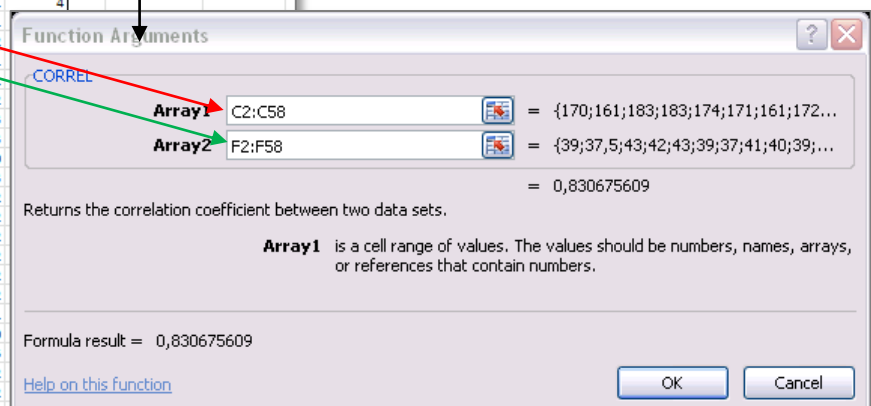 4
Function Arguments
CORREL
Array1 C2:C58 = {170;161;183;183;174;171;161;172...
Array2 F2:F58 = {39;37,5;43;42;43;39;37;41;40;39;...
= 0,830675609
Returns the correlation coefficient between two data sets.
Array1 is a cell range of values. The values should be numbers, names, arrays,
or references that contain numbers.
Formula result = 0,830675609
Help on this function
OK Cancel